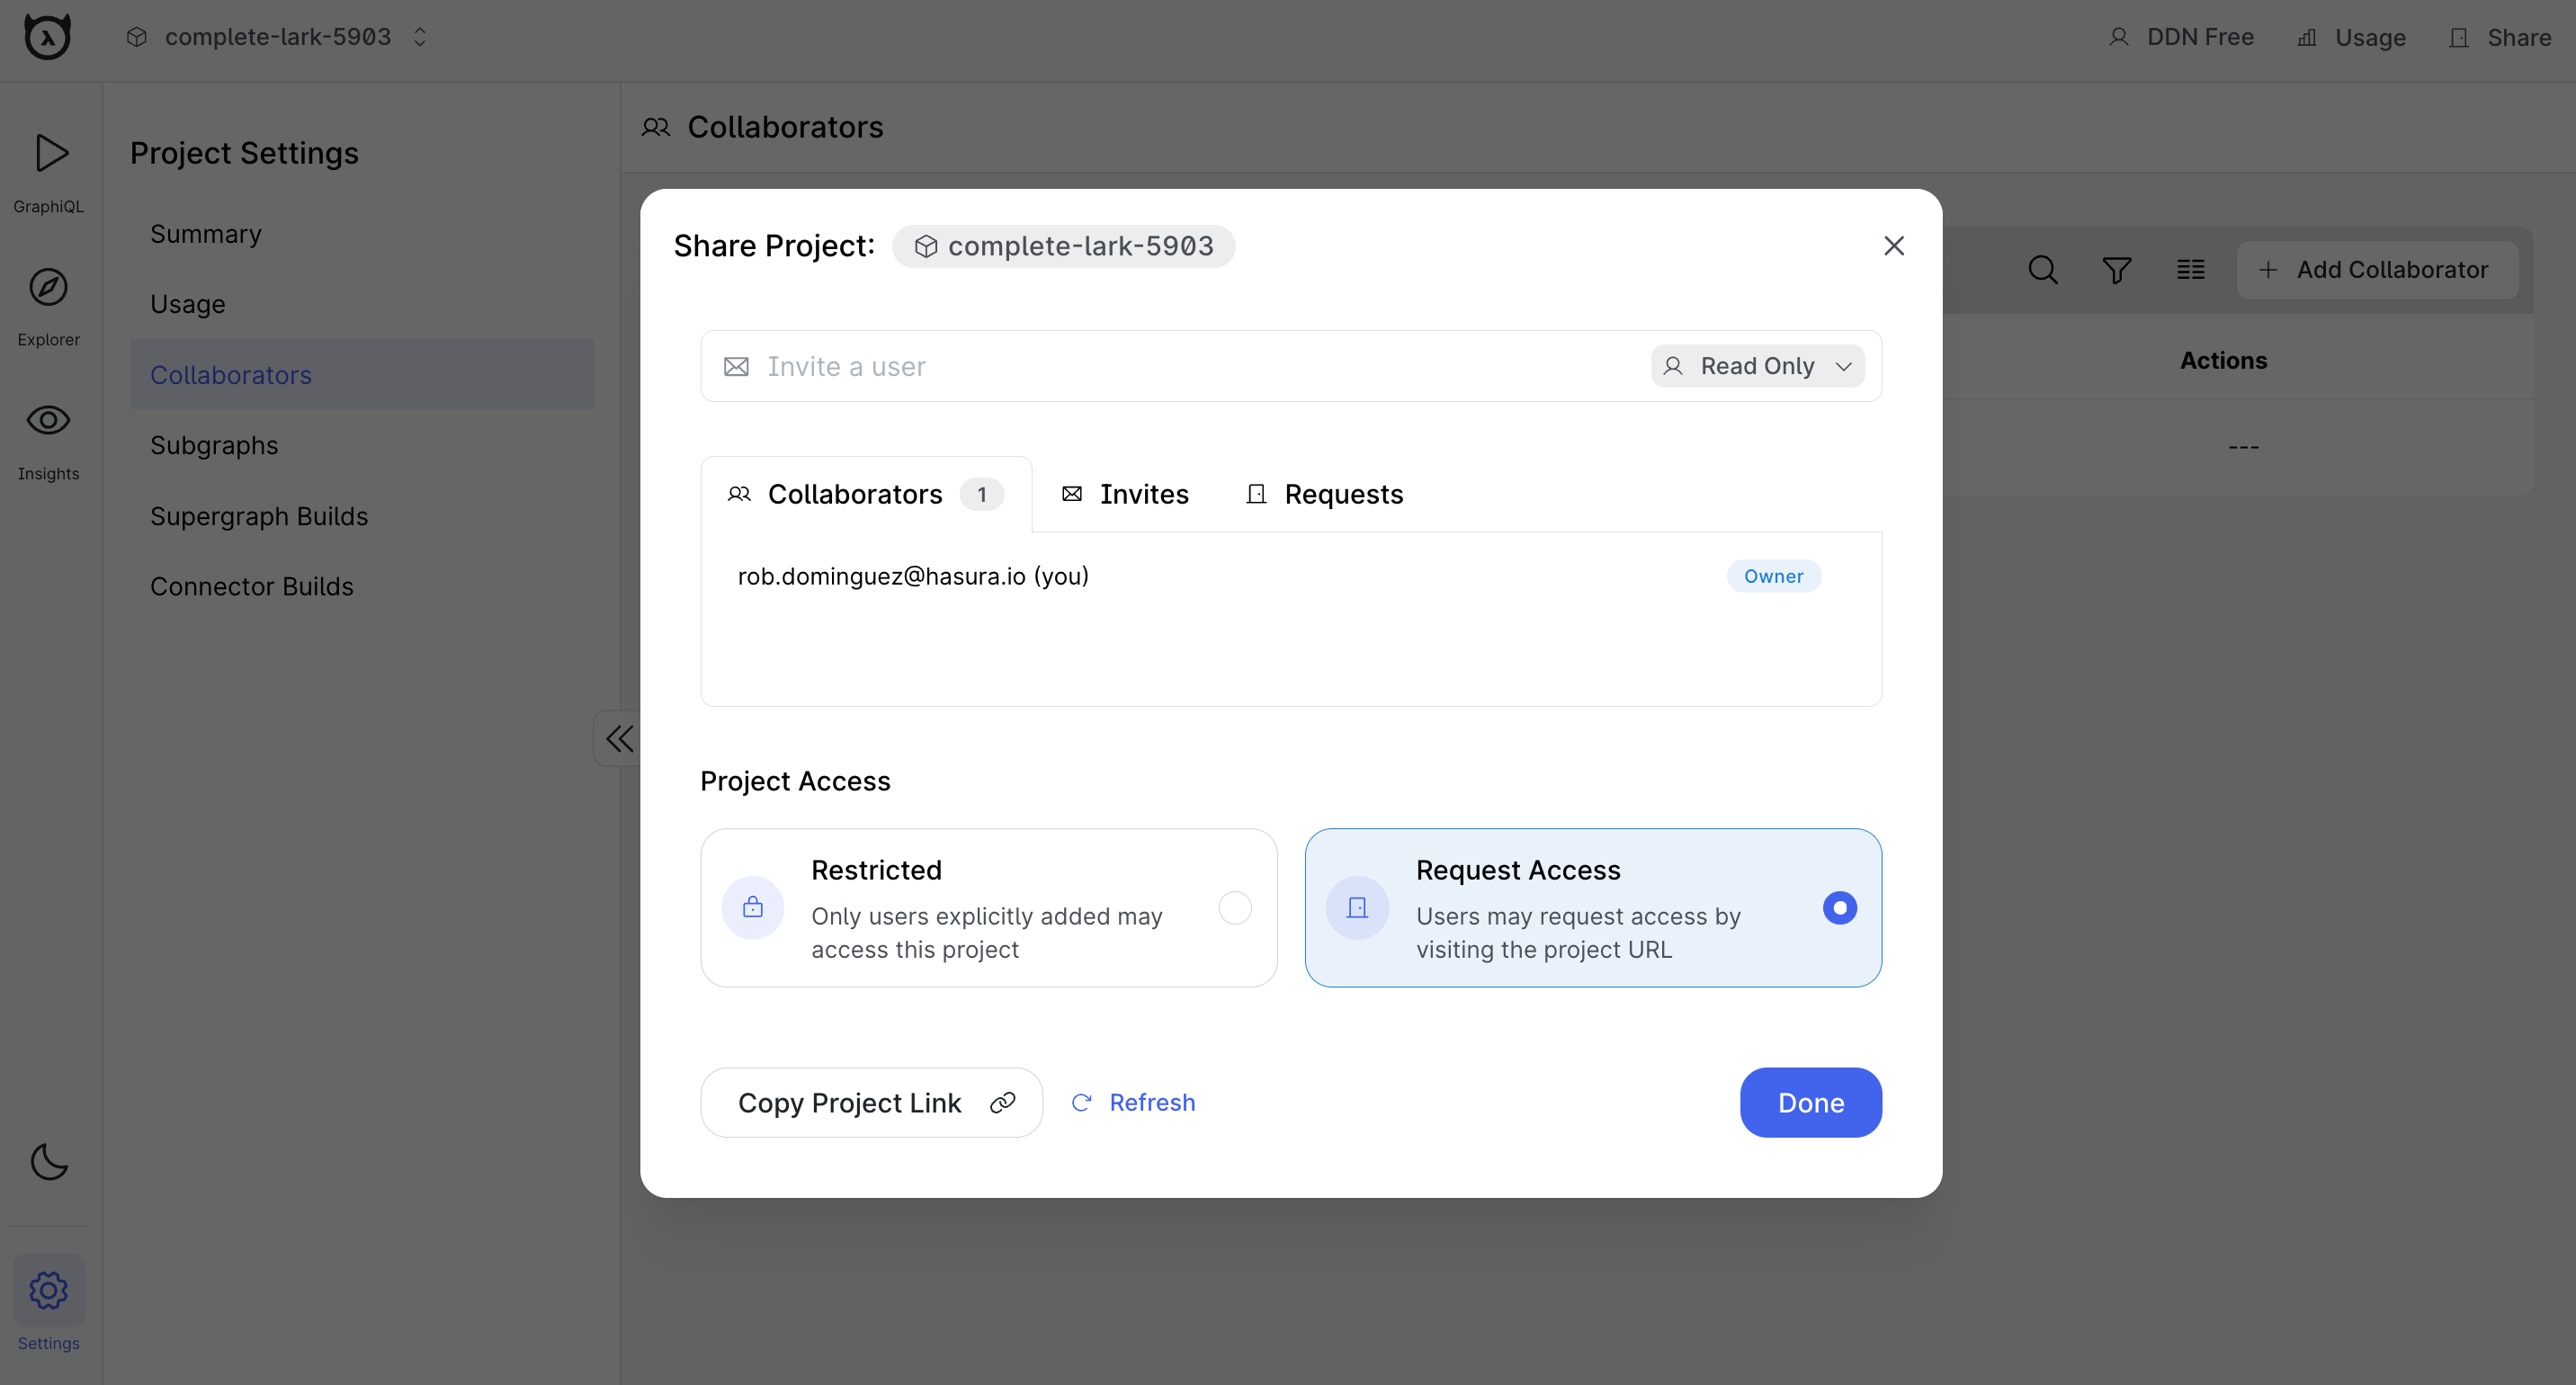 complete-lark-5903
DDN Free
Usage
Share
GraphiQL
Explorer
Insights
Settings
Project Settings
Summary
Usage
Collaborators
Subgraphs
Supergraph Builds
Connector Builds
Collaborators
+ Add Collaborator
Actions
---
Share Project: complete-lark-5903
Invite a user
Read Only
Collaborators 1
Invites
Requests
rob.dominguez@hasura.io (you)
Owner
Project Access
Restricted
Only users explicitly added may
access this project
Request Access
Users may request access by
visiting the project URL
Copy Project Link
Refresh
Done